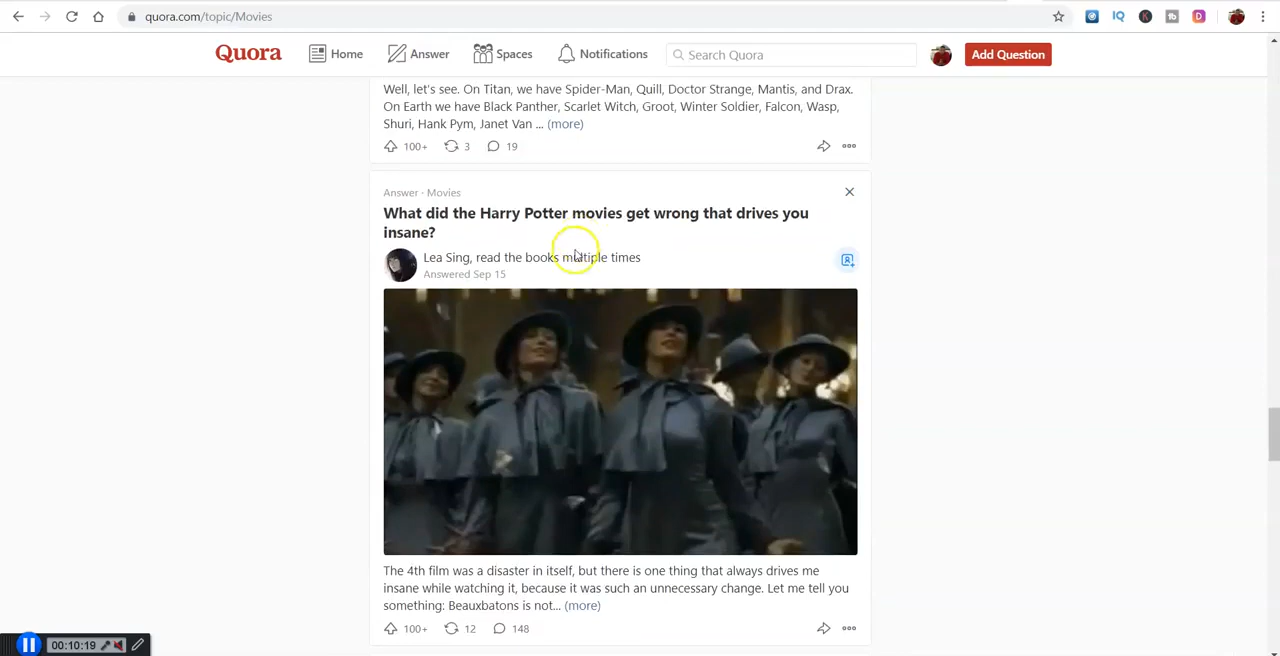 quora.com/topic/Movies
Quora Home Answer Spaces Notifications Search Quora Add Question
Well, let's see. On Titan, we have Spider-Man, Quill, Doctor Strange, Mantis, and Drax.
On Earth we have Black Panther, Scarlet Witch, Groot, Winter Soldier, Falcon, Wasp,
Shuri, Hank Pym, Janet Van ... (more)
100+ 3 19
Answer · Movies
What did the Harry Potter movies get wrong that drives you
insane?
Lea Sing, read the books multiple times
Answered Sep 15
The 4th film was a disaster in itself, but there is one thing that always drives me
insane while watching it, because it was such an unnecessary change. Let me tell you
something: Beauxbatons is not... (more)
100+ 12 148
00:10:19